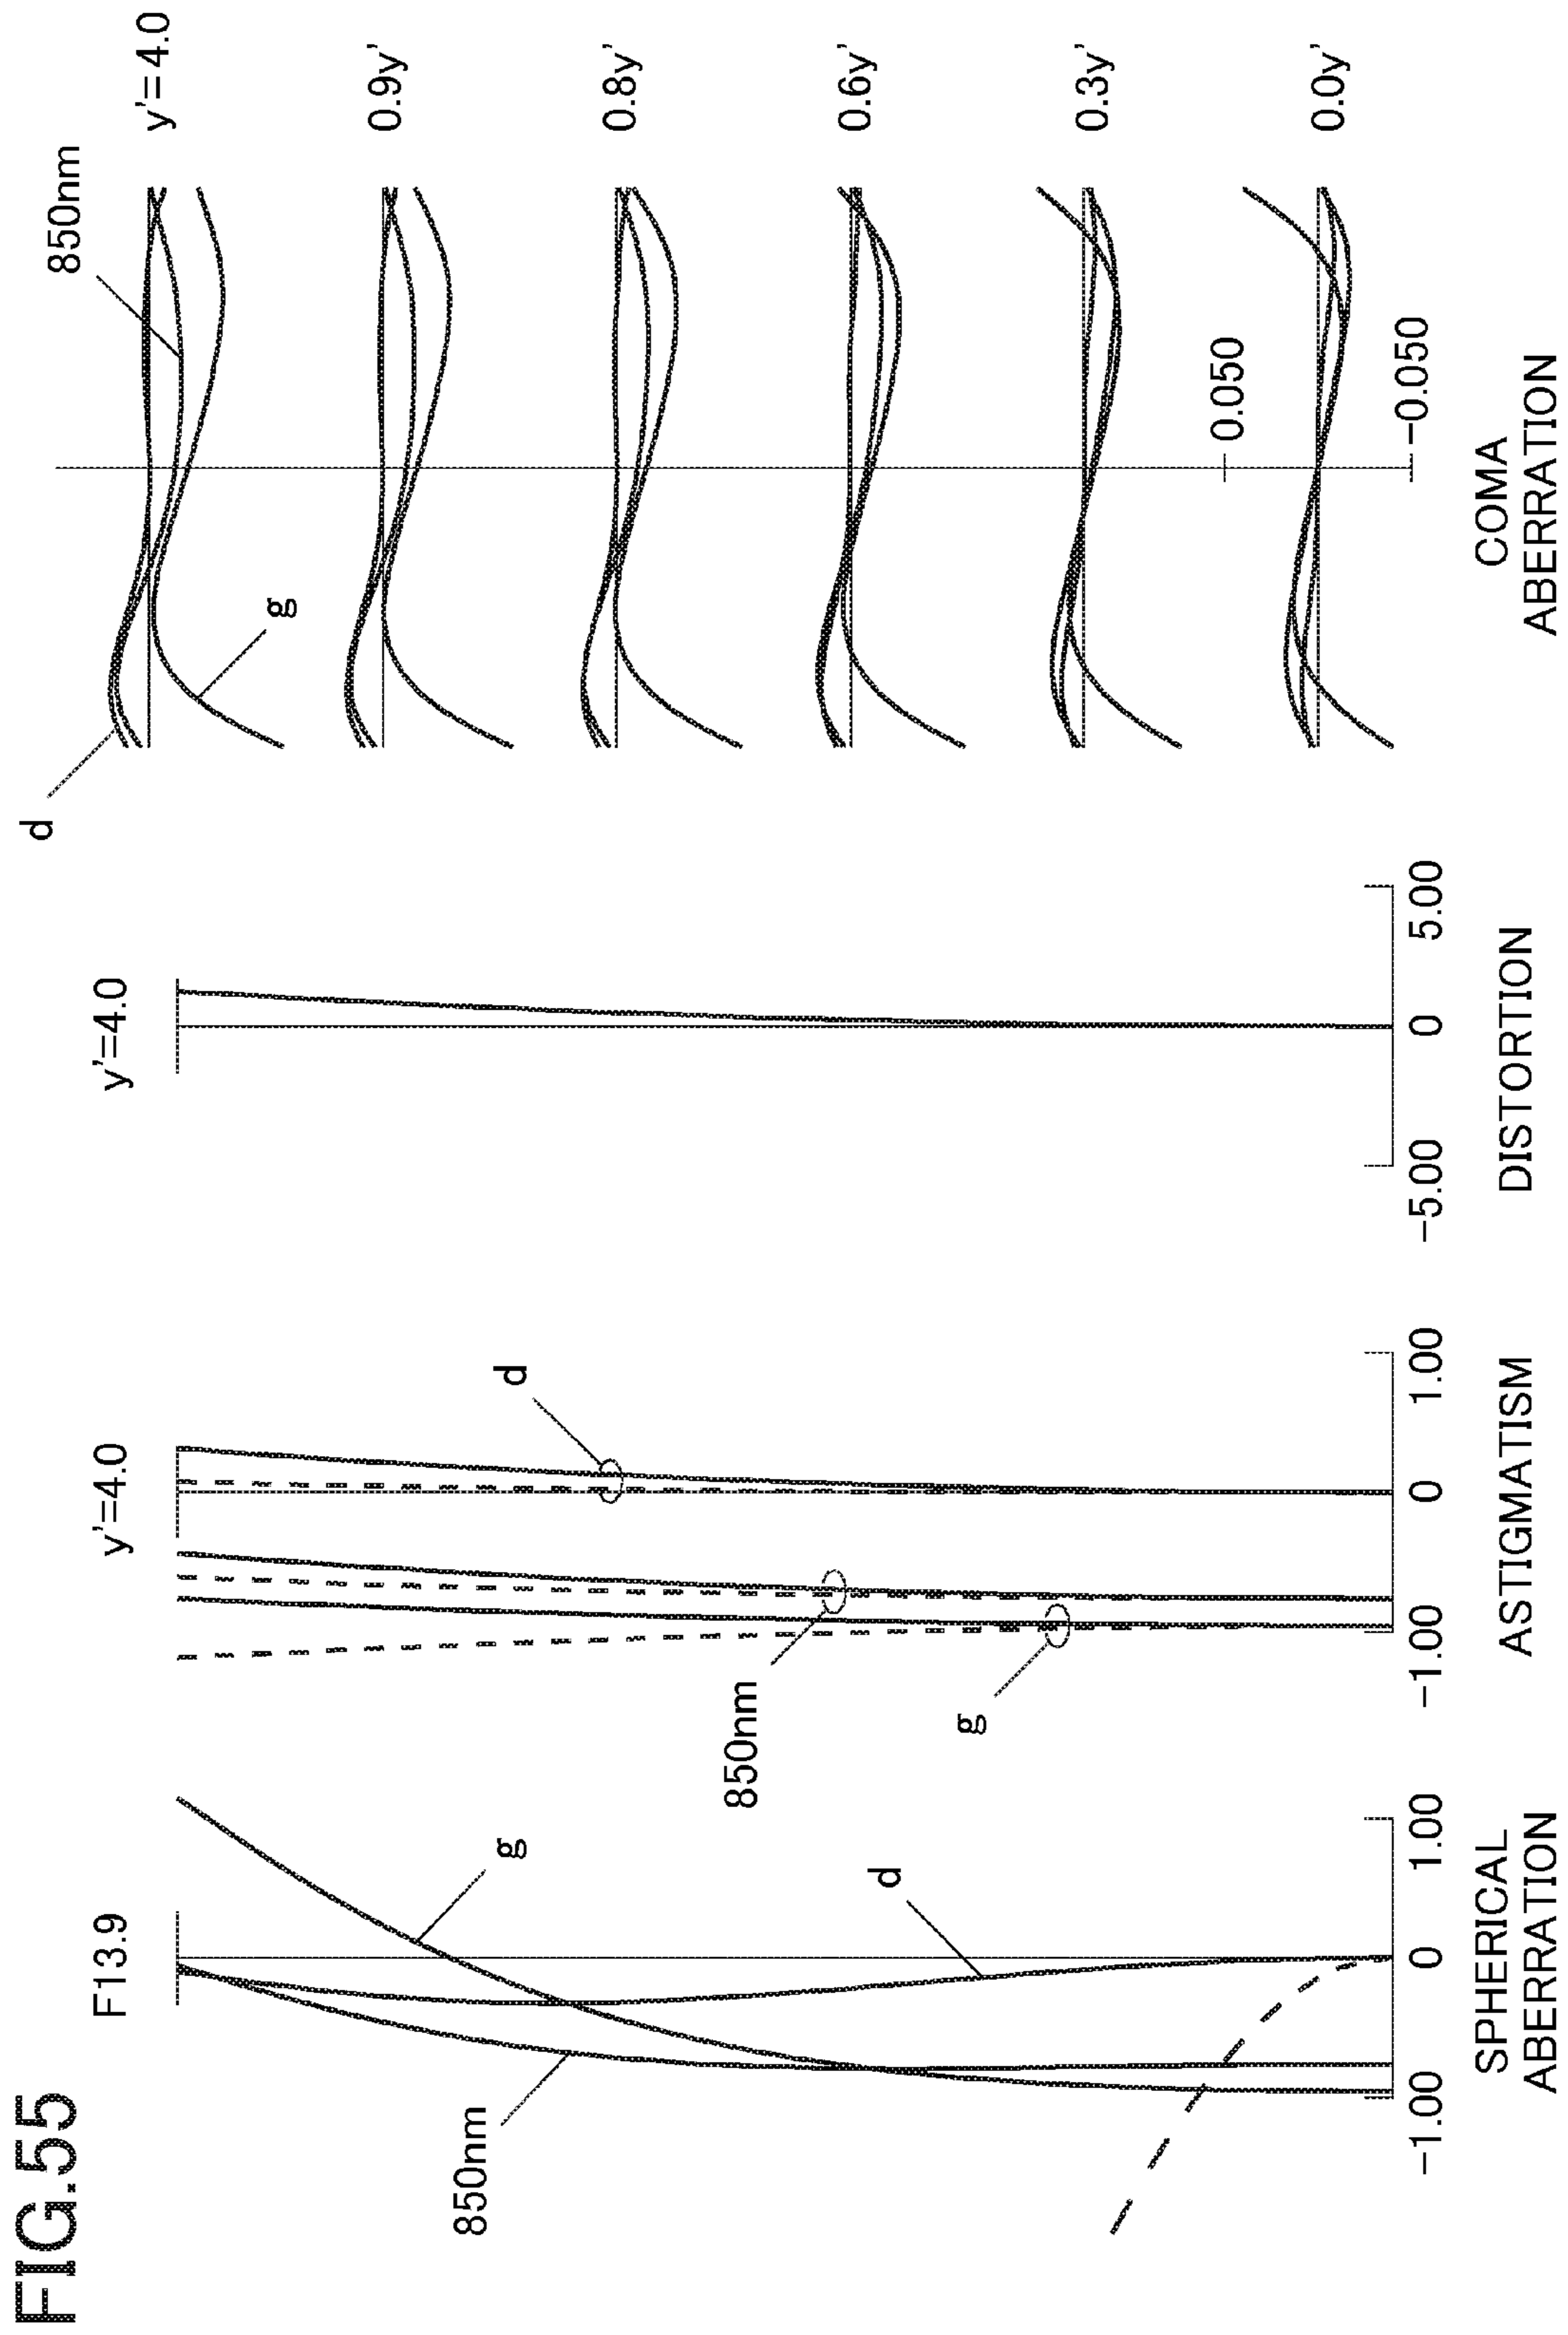 FIG.55
F13.9
g
d
850nm
−1.00
0
1.00
SPHERICAL
ABERRATION
y'=4.0
d
850nm
g
−1.00
0
1.00
ASTIGMATISM
y'=4.0
−5.00
0
5.00
DISTORTION
d
g
850nm
y'=4.0
0.9y'
0.8y'
0.6y'
0.3y'
0.0y'
0.050
−0.050
COMA
ABERRATION